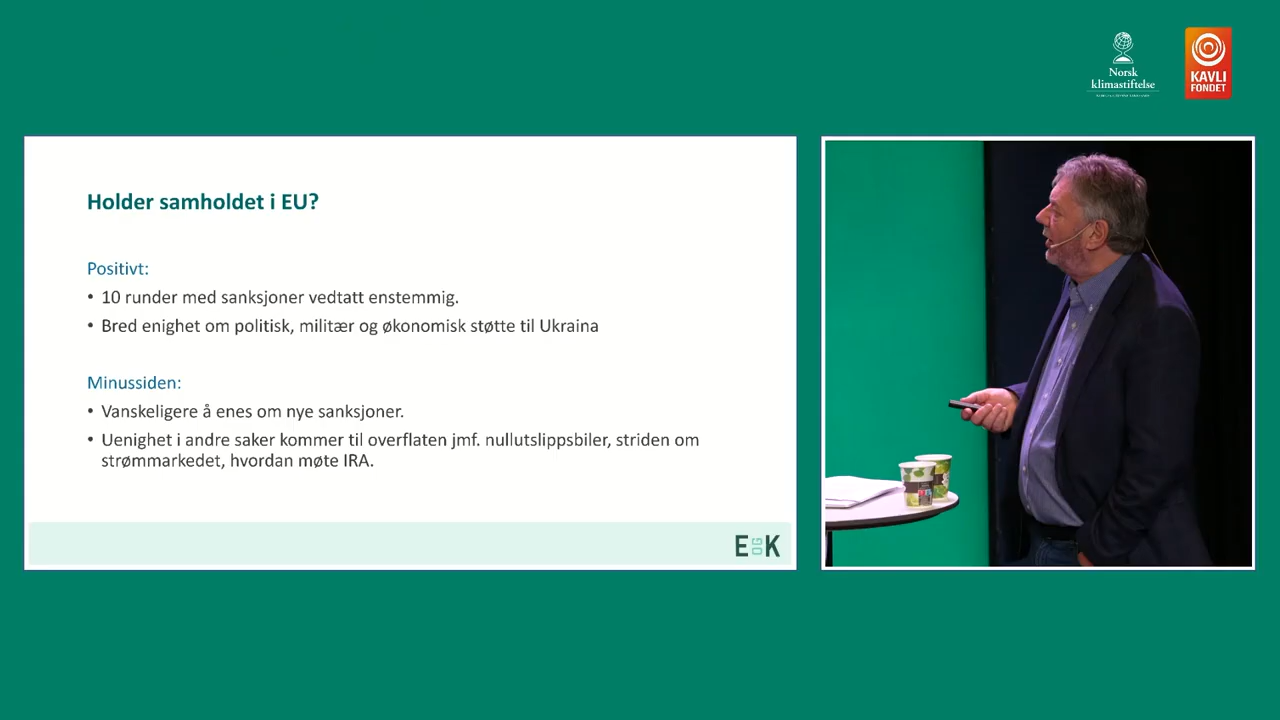 Norsk
klimastiftelse
KAVLI
FONDET
Holder samholdet i EU?
Positivt:
• 10 runder med sanksjoner vedtatt enstemmig.
• Bred enighet om politisk, militær og økonomisk støtte til Ukraina
Minussiden:
• Vanskeligere å enes om nye sanksjoner.
• Uenighet i andre saker kommer til overflaten jmf. nullutslippsbiler, striden om
strømmarkedet, hvordan møte IRA.
E OG K